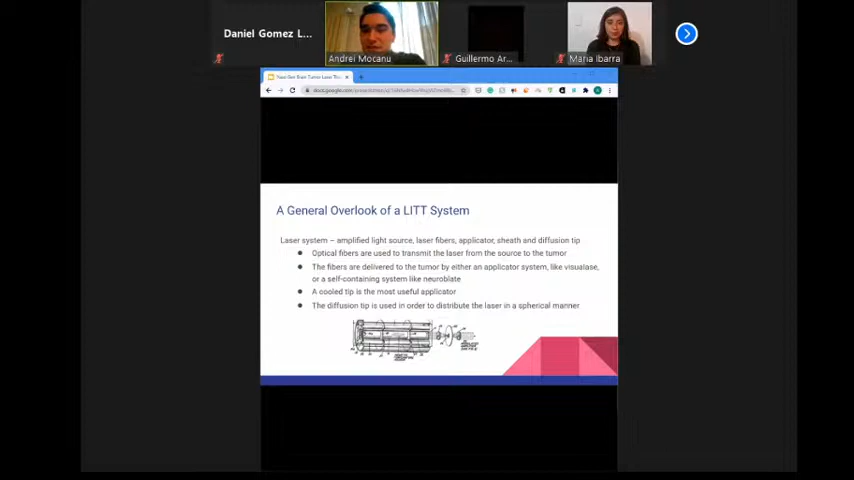 Daniel Gomez L...
Andrei Mocanu
Guillermo Ar...
Maria Ibarra
A General Overlook of a LITT System
Laser system – amplified light source, laser fibers, applicator, sheath and diffusion tip
● Optical fibers are used to transmit the laser from the source to the tumor
● The fibers are delivered to the tumor by either an applicator system, like visualase,
or a self-containing system like neuroblate
● A cooled tip is the most useful applicator
● The diffusion tip is used in order to distribute the laser in a spherical manner